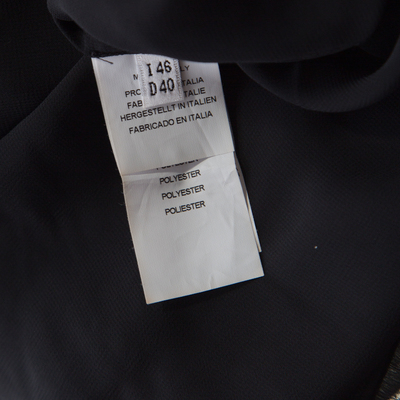 I 46
D 40
HERGESTELLT IN ITALIEN
FABRICADO EN ITALIA
POLYESTER
POLYESTER
POLYESTER
POLIESTER